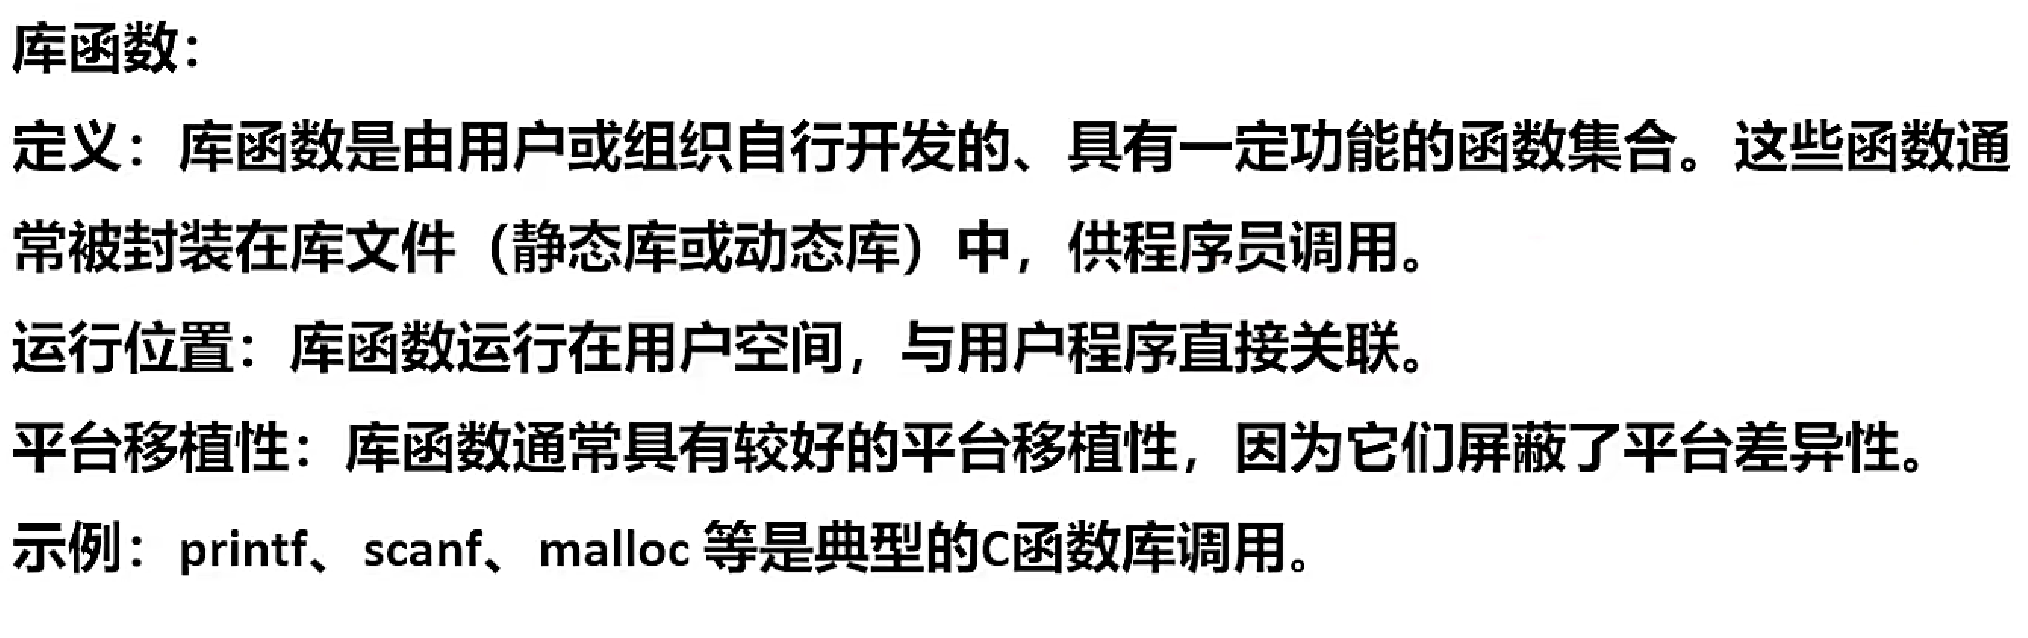 库函数：
定义：库函数是由用户或组织自行开发的、具有一定功能的函数集合。这些函数通
常被封装在库文件（静态库或动态库）中，供程序员调用。
运行位置：库函数运行在用户空间，与用户程序直接关联。
平台移植性：库函数通常具有较好的平台移植性，因为它们屏蔽了平台差异性。
示例：printf、scanf、malloc 等是典型的C函数库调用。